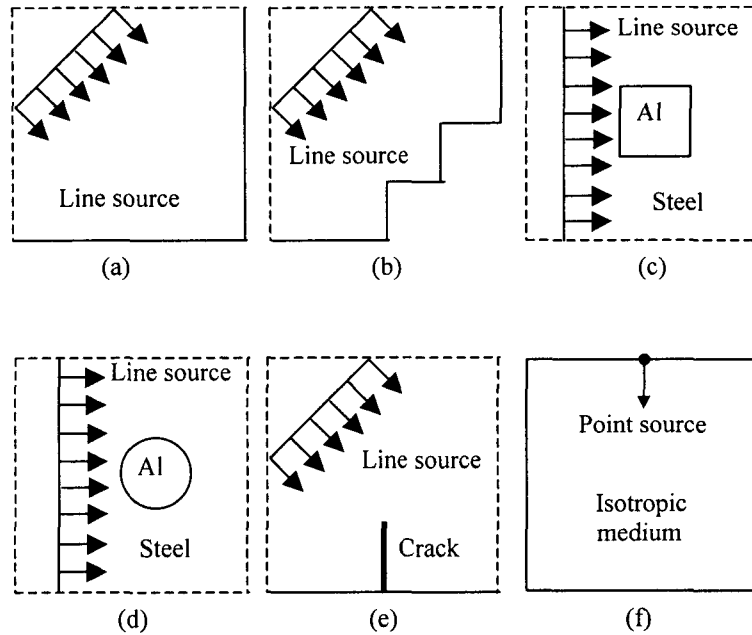 Line source
(a)
Line source
(b)
Line source
Al
Steel
(c)
Line source
Al
Steel
(d)
Line source
Crack
(e)
Point source
Isotropic
medium
(f)